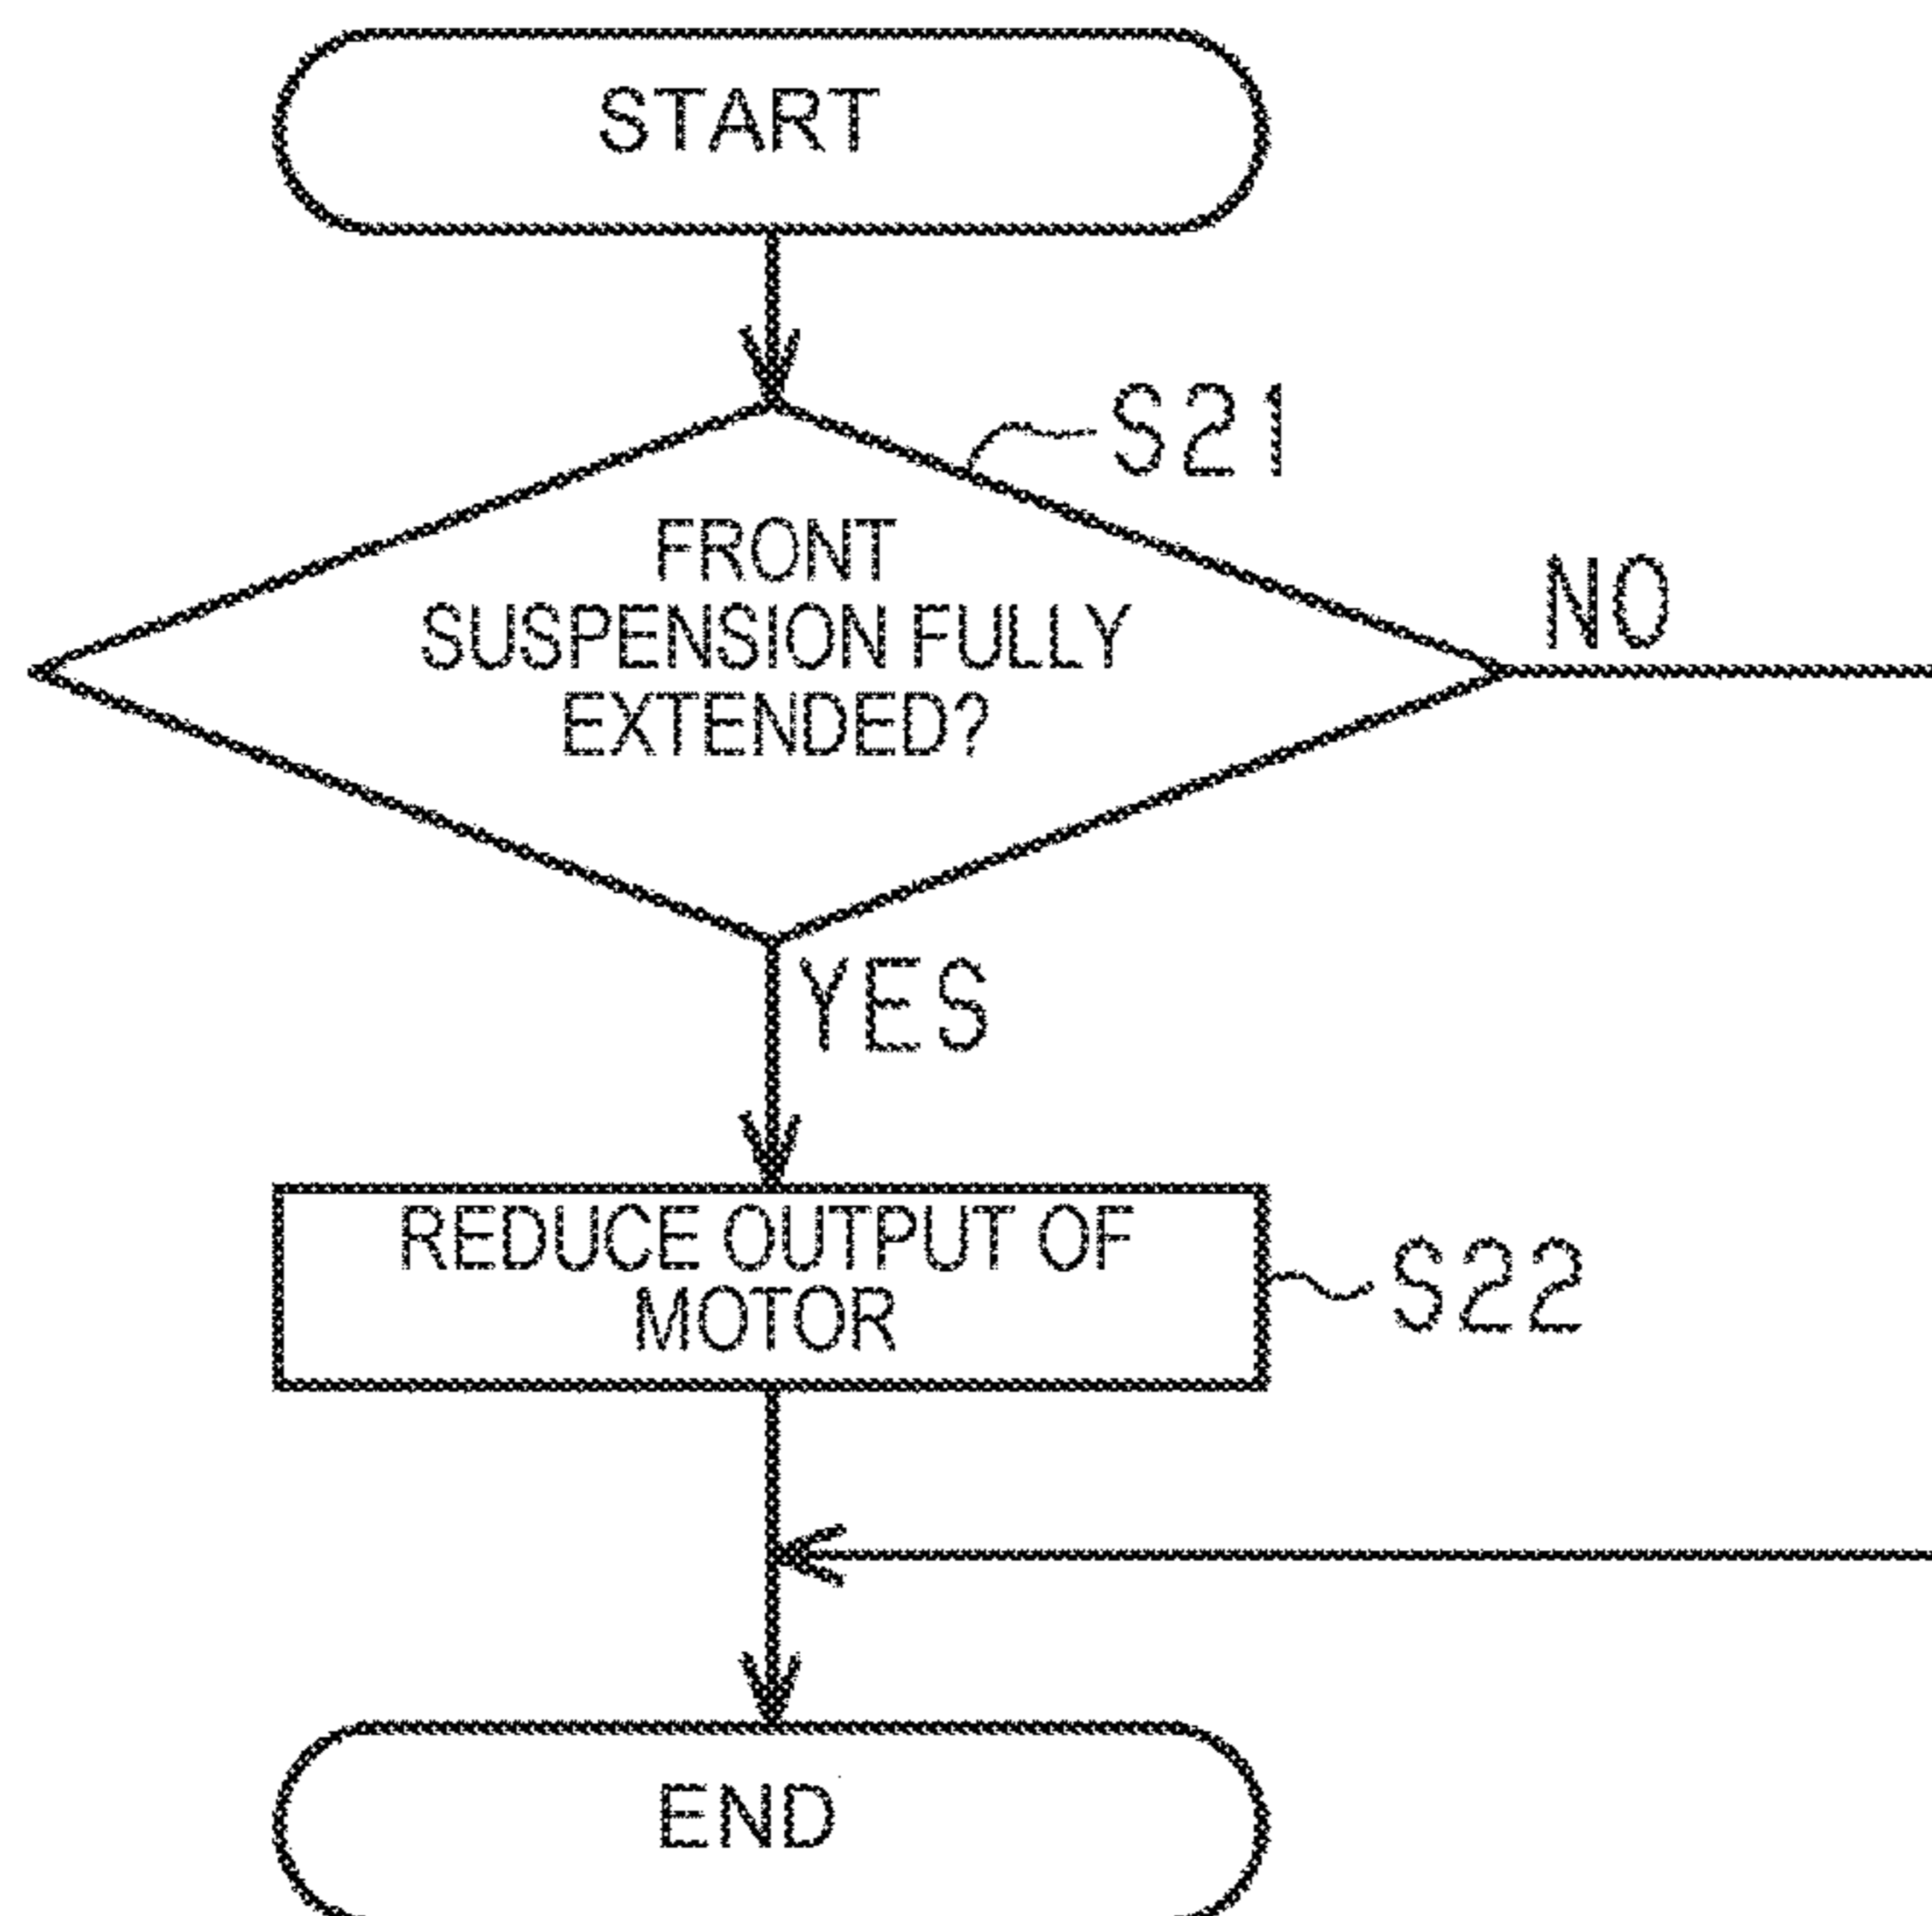 START
S21
FRONT
SUSPENSION FULLY
EXTENDED?
NO
YES
REDUCE OUTPUT OF
MOTOR
S22
END